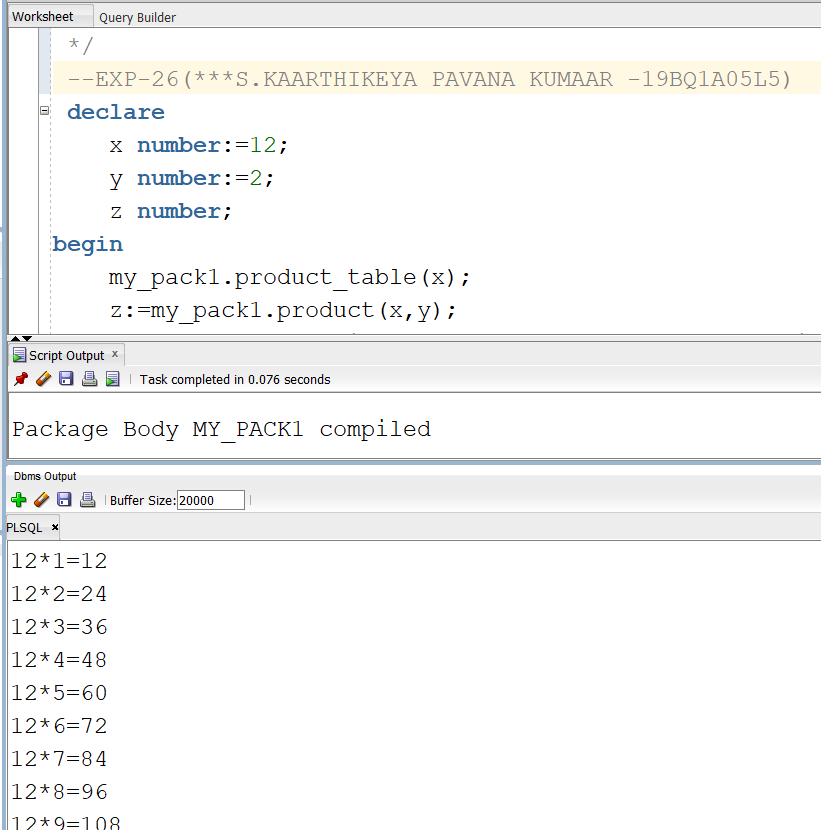 Worksheet Query Builder
*/
--EXP-26(***S.KAARTHIKEYA PAVANA KUMAAR -19BQ1A05L5)
declare
x number:=12;
y number:=2;
z number;
begin
my_pack1.product_table(x);
z:=my_pack1.product(x,y);
Script Output x
Task completed in 0.076 seconds
Package Body MY_PACK1 compiled
Dbms Output
Buffer Size: 20000
PLSQL x
12*1=12
12*2=24
12*3=36
12*4=48
12*5=60
12*6=72
12*7=84
12*8=96
12*9=108